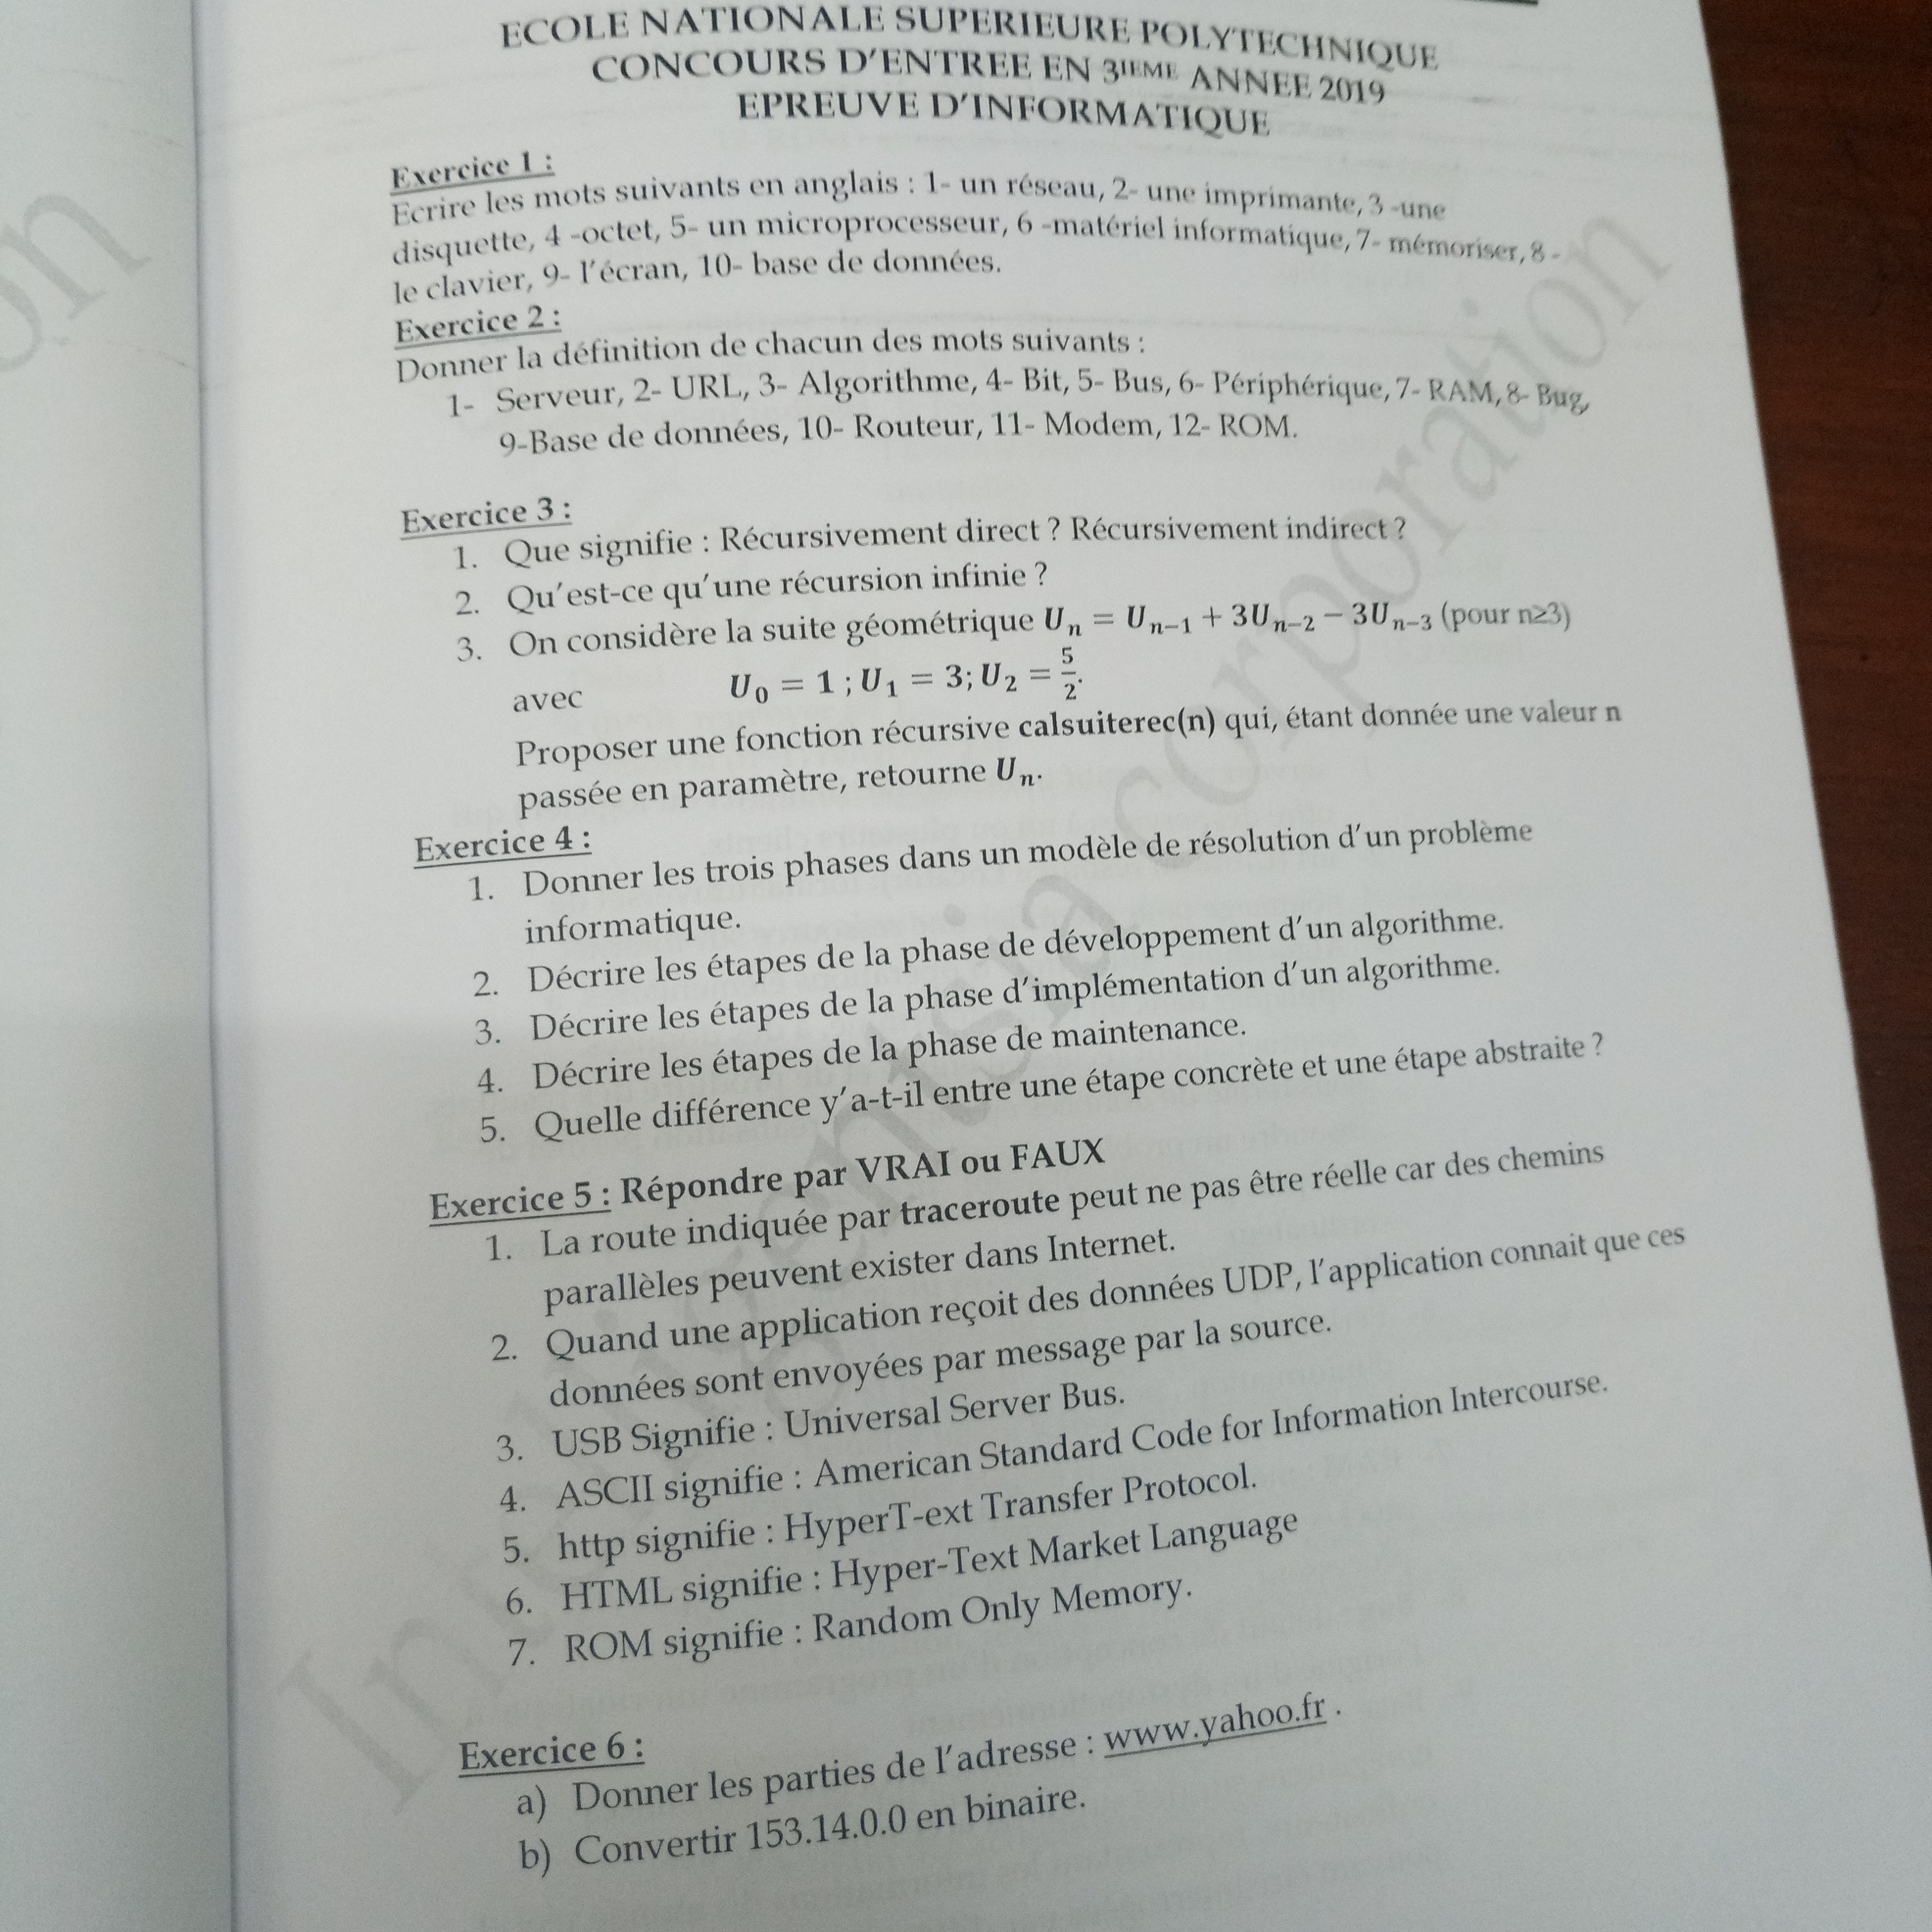 ECOLE NATIONALE SUPERIEURE POLYTECHNIQUE
CONCOURS D'ENTREE EN 3IEME ANNEE 2019
EPREUVE D'INFORMATIQUE
Exercice 1 :
Ecrire les mots suivants en anglais : 1- un réseau, 2- une imprimante, 3 -une
disquette, 4 -octet, 5- un microprocesseur, 6 -matériel informatique, 7- mémoriser, 8 -
le clavier, 9- l'écran, 10- base de données.
Exercice 2 :
Donner la définition de chacun des mots suivants :
1- Serveur, 2- URL, 3- Algorithme, 4- Bit, 5- Bus, 6- Périphérique, 7- RAM, 8- Bug,
9-Base de données, 10- Routeur, 11- Modem, 12- ROM.
Exercice 3 :
1. Que signifie : Récursivement direct ? Récursivement indirect ?
2. Qu'est-ce qu'une récursion infinie ?
3. On considère la suite géométrique Uₙ = Uₙ₋₁ + 3Uₙ₋₂ − 3Uₙ₋₃ (pour n≥3)
avec U₀ = 1 ; U₁ = 3; U₂ = 5/2.
Proposer une fonction récursive calsuiterec(n) qui, étant donnée une valeur n
passée en paramètre, retourne Uₙ.
Exercice 4 :
1. Donner les trois phases dans un modèle de résolution d'un problème
informatique.
2. Décrire les étapes de la phase de développement d'un algorithme.
3. Décrire les étapes de la phase d'implémentation d'un algorithme.
4. Décrire les étapes de la phase de maintenance.
5. Quelle différence y'a-t-il entre une étape concrète et une étape abstraite ?
Exercice 5 : Répondre par VRAI ou FAUX
1. La route indiquée par traceroute peut ne pas être réelle car des chemins
parallèles peuvent exister dans Internet.
2. Quand une application reçoit des données UDP, l'application connait que ces
données sont envoyées par message par la source.
3. USB Signifie : Universal Server Bus.
4. ASCII signifie : American Standard Code for Information Intercourse.
5. http signifie : HyperT-ext Transfer Protocol.
6. HTML signifie : Hyper-Text Market Language
7. ROM signifie : Random Only Memory.
Exercice 6 :
a) Donner les parties de l'adresse : www.yahoo.fr .
b) Convertir 153.14.0.0 en binaire.
corporation
on